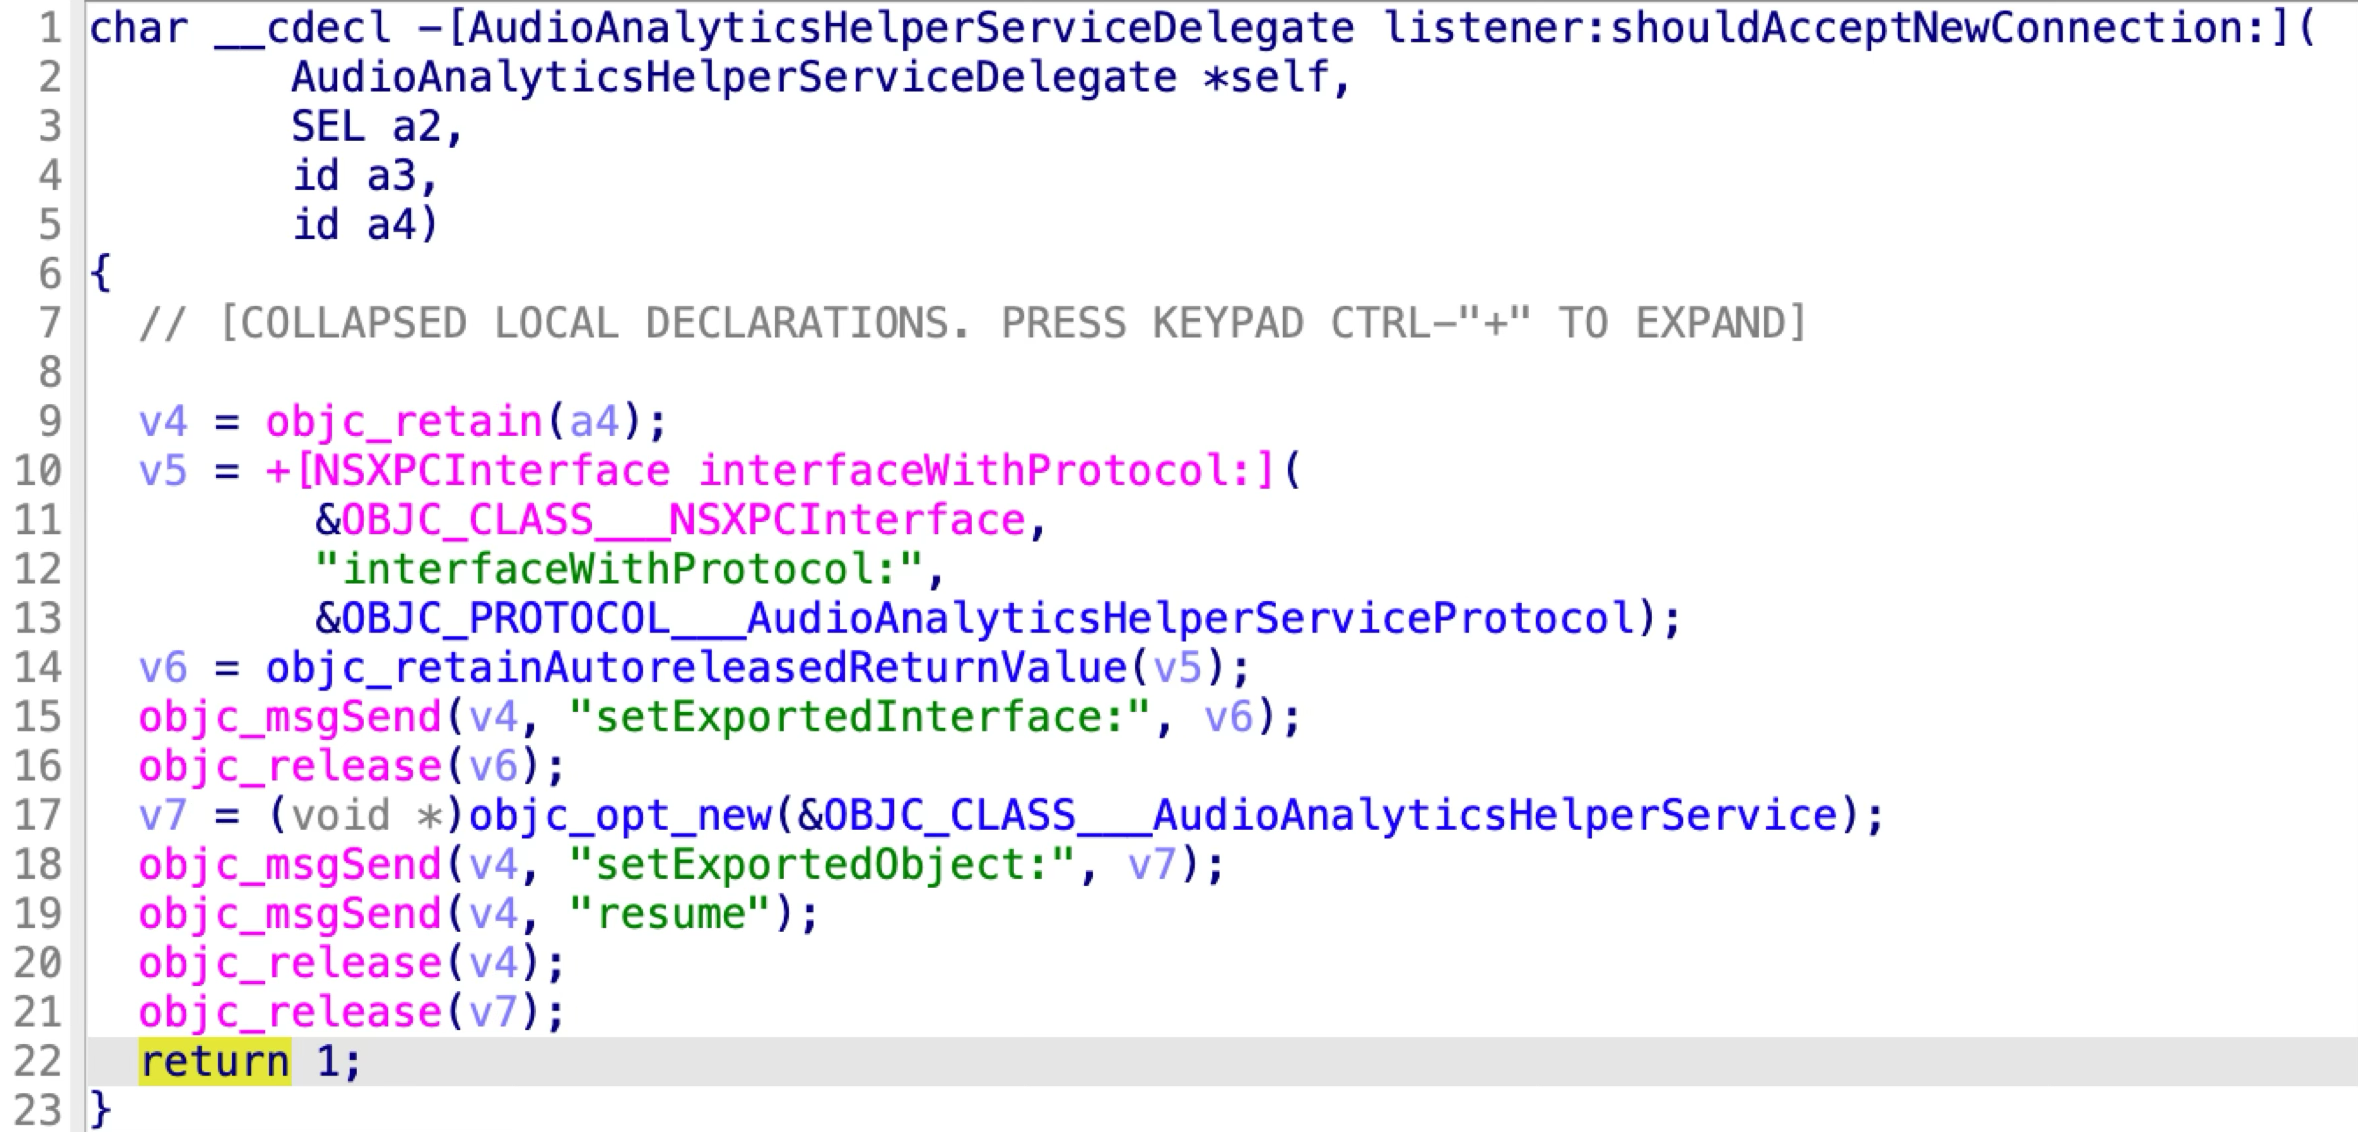 1 char __cdecl -[AudioAnalyticsHelperServiceDelegate listener:shouldAcceptNewConnection:](
2         AudioAnalyticsHelperServiceDelegate *self,
3         SEL a2,
4         id a3,
5         id a4)
6 {
7   // [COLLAPSED LOCAL DECLARATIONS. PRESS KEYPAD CTRL-"+" TO EXPAND]
8
9   v4 = objc_retain(a4);
10   v5 = +[NSXPCInterface interfaceWithProtocol:](
11          &OBJC_CLASS___NSXPCInterface,
12          "interfaceWithProtocol:",
13          &OBJC_PROTOCOL___AudioAnalyticsHelperServiceProtocol);
14   v6 = objc_retainAutoreleasedReturnValue(v5);
15   objc_msgSend(v4, "setExportedInterface:", v6);
16   objc_release(v6);
17   v7 = (void *)objc_opt_new(&OBJC_CLASS___AudioAnalyticsHelperService);
18   objc_msgSend(v4, "setExportedObject:", v7);
19   objc_msgSend(v4, "resume");
20   objc_release(v4);
21   objc_release(v7);
22   return 1;
23 }